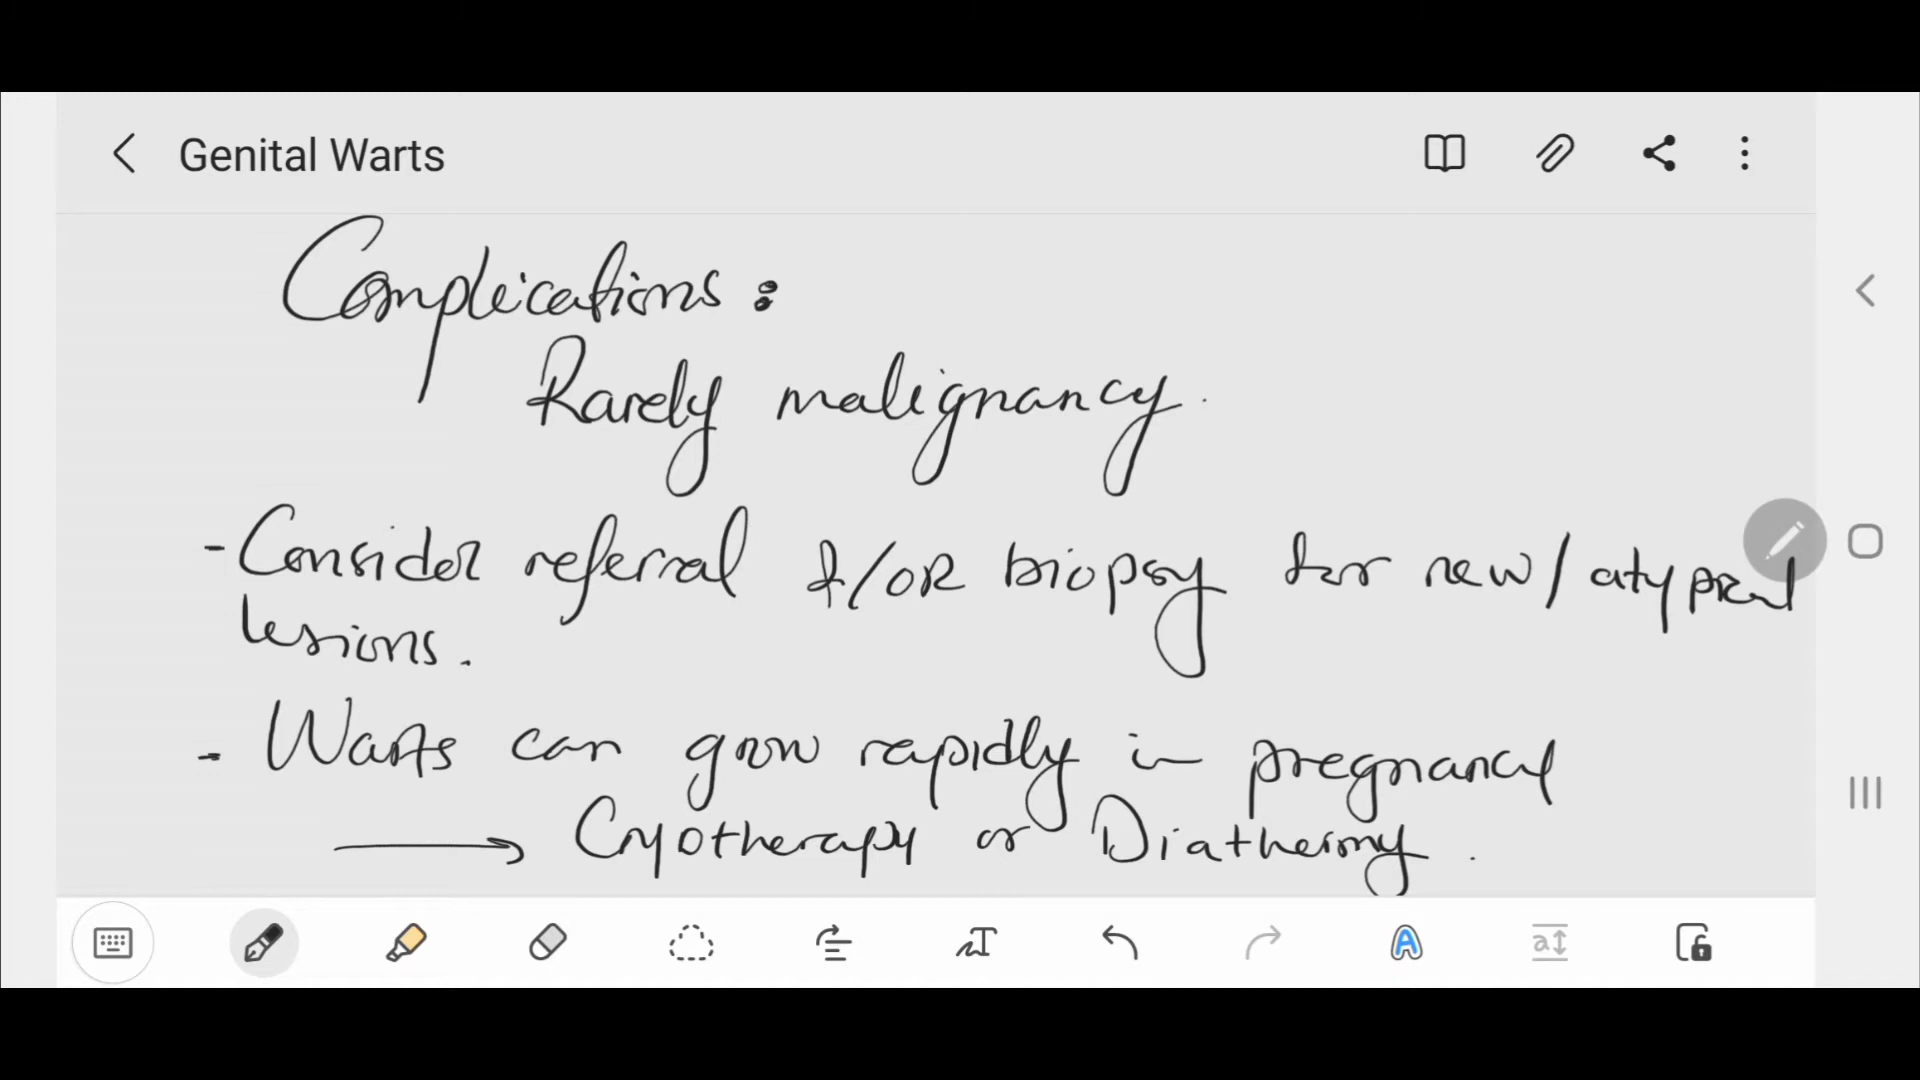 Genital Warts
Complications:
Rarely malignancy.
- Consider referral &/OR biopsy for new/atypical
lesions.
- Warts can grow rapidly in pregnancy
→ Cryotherapy or Diathermy.